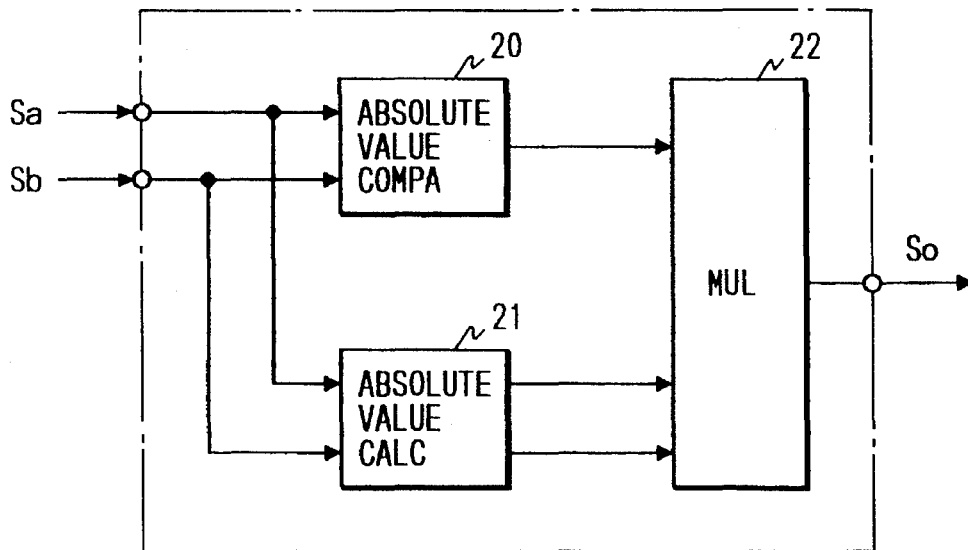 20
22
Sa
ABSOLUTE
VALUE
COMPA
Sb
So
MUL
21
ABSOLUTE
VALUE
CALC